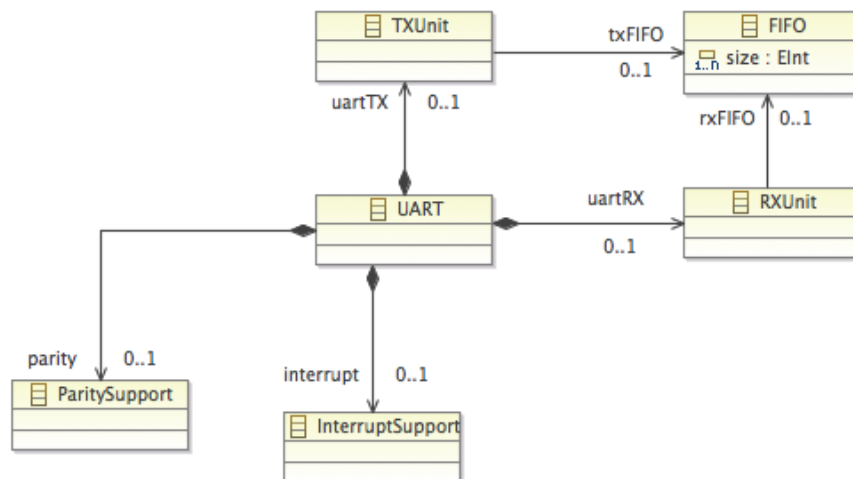 TXUnit
txFIFO
0..1
FIFO
1..n size : EInt
uartTX 0..1
rxFIFO 0..1
UART
uartRX
0..1
RXUnit
parity 0..1
ParitySupport
interrupt 0..1
InterruptSupport